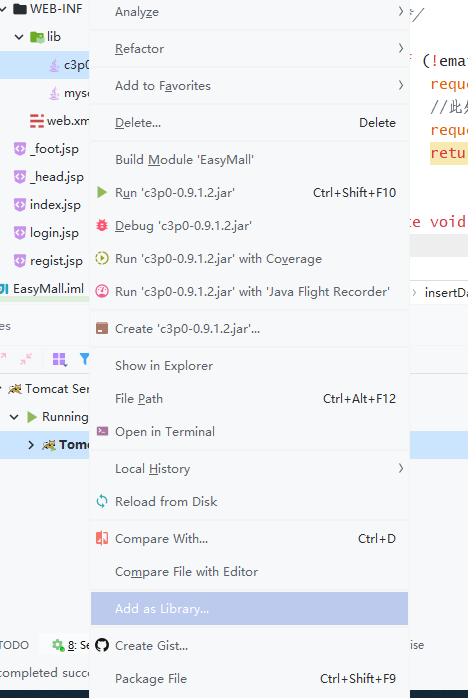 WEB-INF
lib
c3p0
mysc
web.xm
_foot.jsp
_head.jsp
index.jsp
login.jsp
regist.jsp
EasyMall.iml
es
Tomcat Ser
Running
Tomc
TODO
8: Se
completed succe
Analyze
Refactor
Add to Favorites
Delete... Delete
Build Module 'EasyMall'
Run 'c3p0-0.9.1.2.jar' Ctrl+Shift+F10
Debug 'c3p0-0.9.1.2.jar'
Run 'c3p0-0.9.1.2.jar' with Coverage
Run 'c3p0-0.9.1.2.jar' with 'Java Flight Recorder'
Create 'c3p0-0.9.1.2.jar'...
Show in Explorer
File Path Ctrl+Alt+F12
Open in Terminal
Local History
Reload from Disk
Compare With... Ctrl+D
Compare File with Editor
Add as Library...
Create Gist...
Package File Ctrl+Shift+F9
*/
(!ema
reque
//此
reque
retur
te void
insertDa
ise